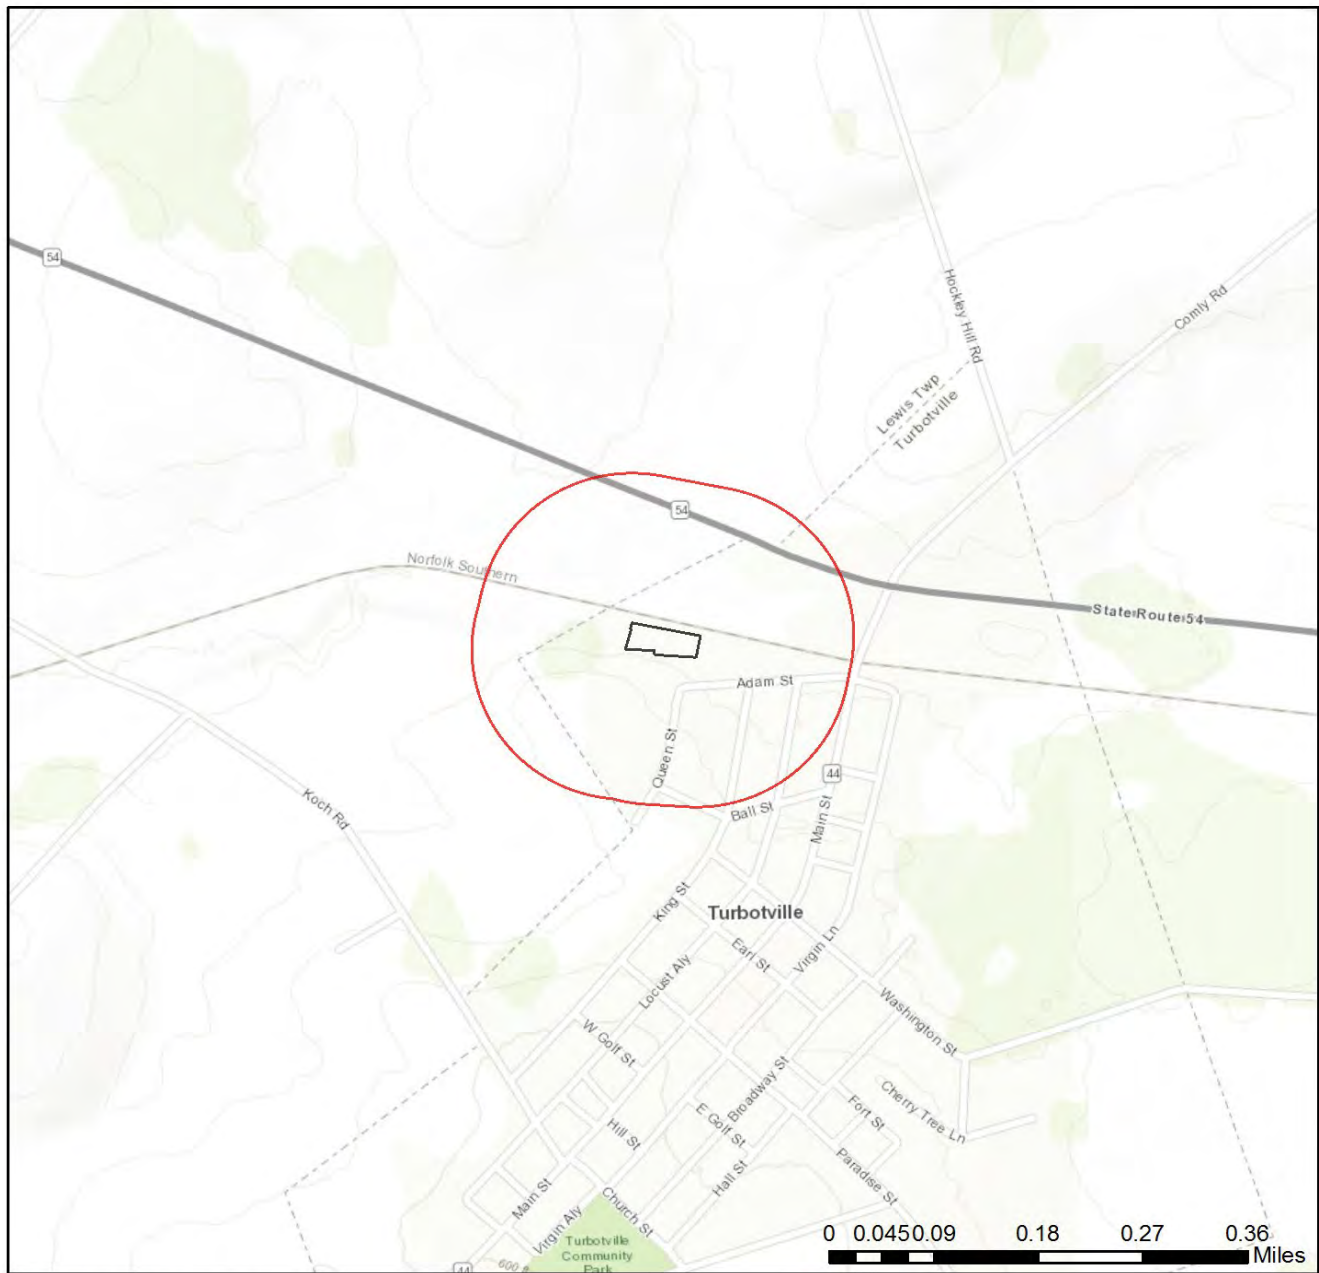 54
Hockley Hill Rd
Comly Rd
Lewis Twp
Turbotville
54
Norfolk Southern
State Route 54
Adam St
Queen St
44
Koch Rd
Ball St
Main St
King St
Turbotville
Earl St
Virgin Ln
Locust Aly
Washington St
W Golf St
Broadway St
Cherry Tree Ln
Fort St
E Golf St
Hill St
Paradise St
Hall St
Main St
Church St
Virgin Aly
Turbotville
Community
Park
44
600 ft
0 0.045 0.09 0.18 0.27 0.36
Miles